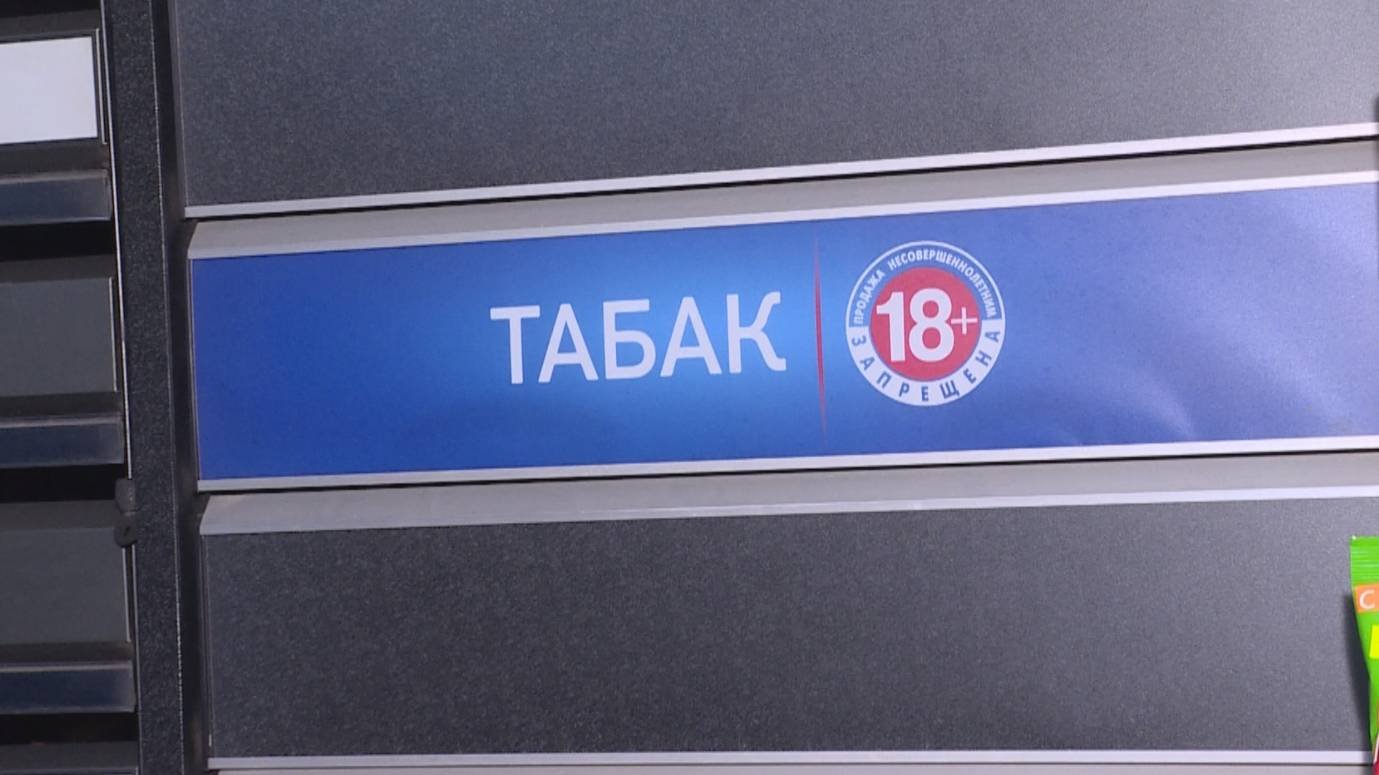 ТАБАК
ПРОДАЖА НЕСОВЕРШЕННОЛЕТНИМ
18+
ЗАПРЕЩЕНА
С